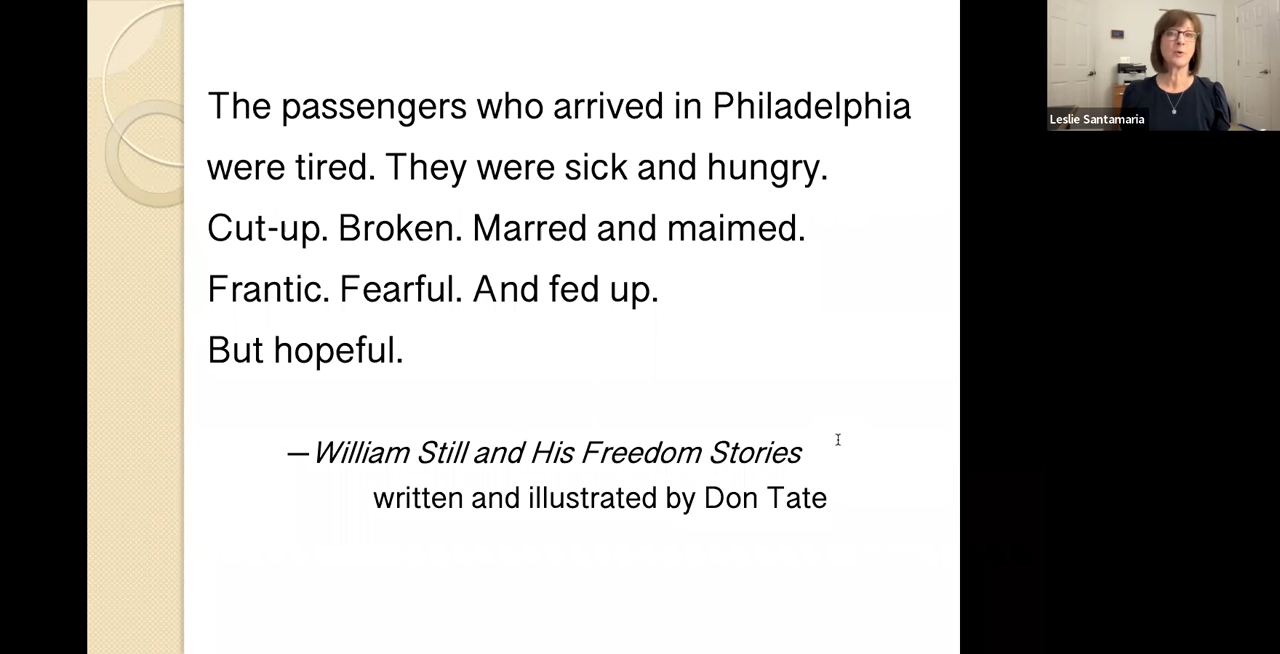 The passengers who arrived in Philadelphia
were tired. They were sick and hungry.
Cut-up. Broken. Marred and maimed.
Frantic. Fearful. And fed up.
But hopeful.
—William Still and His Freedom Stories
written and illustrated by Don Tate
Leslie Santamaria